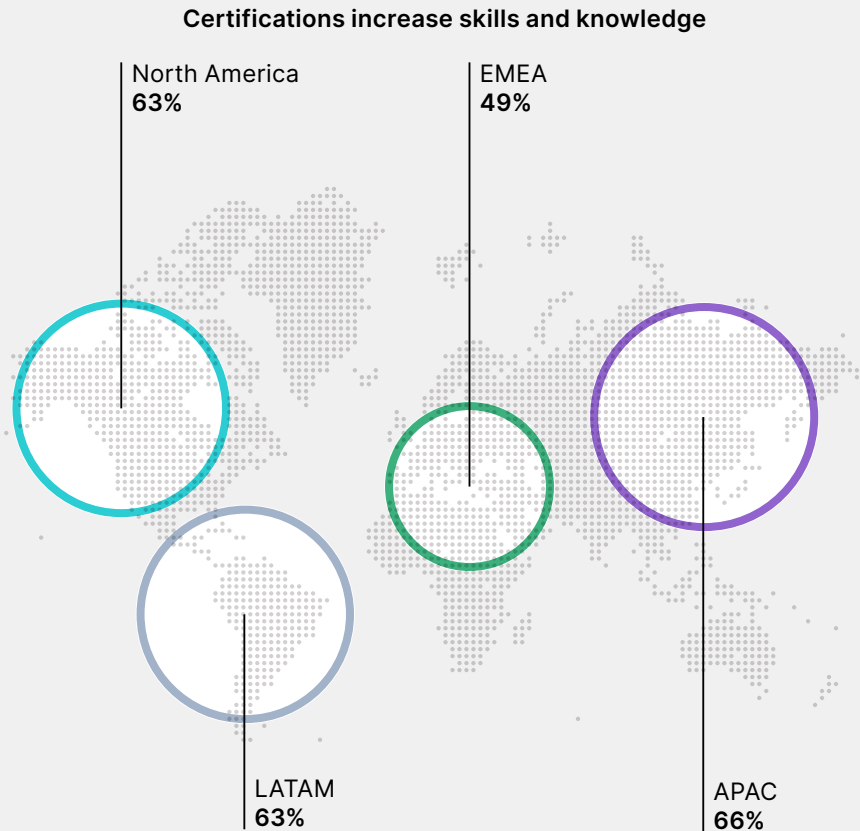 Certifications increase skills and knowledge
North America
63%
EMEA
49%
LATAM
63%
APAC
66%